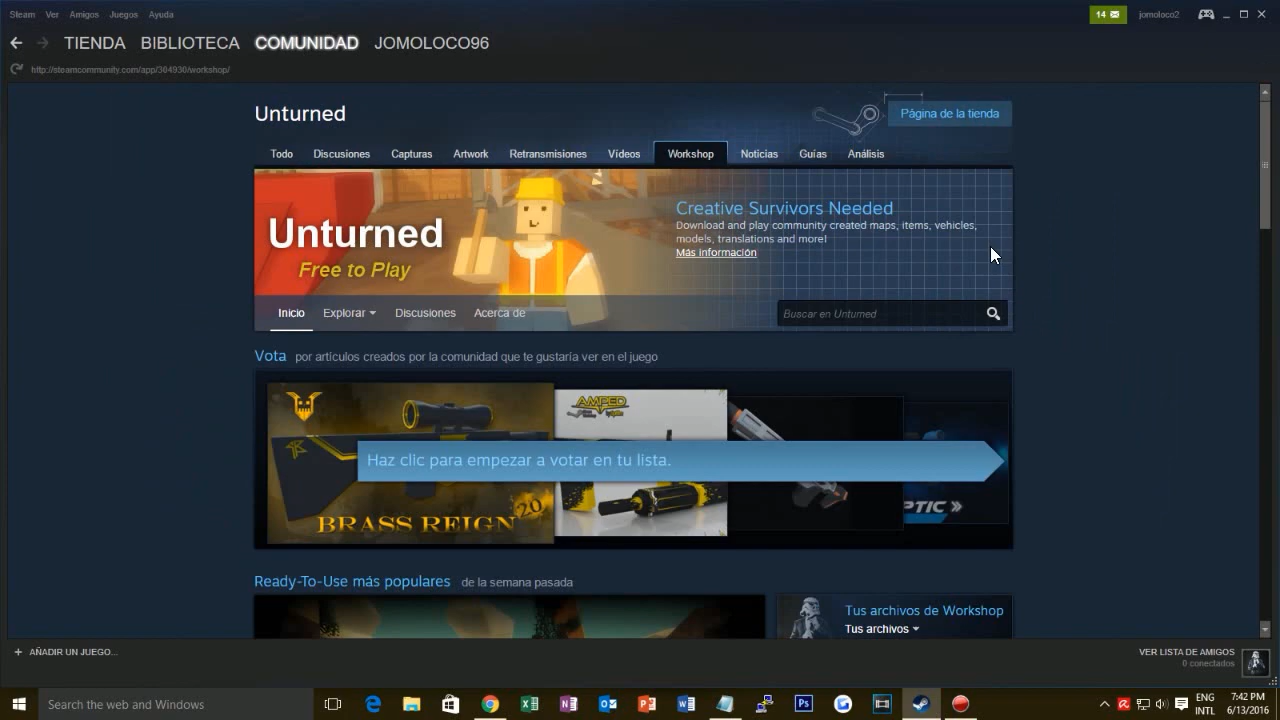 Steam Ver Amigos Juegos Ayuda
14 jomoloco2
TIENDA BIBLIOTECA COMUNIDAD JOMOLOCO96
http://steamcommunity.com/app/304930/workshop/
Unturned
Página de la tienda
Todo Discusiones Capturas Artwork Retransmisiones Vídeos Workshop Noticias Guías Análisis
Unturned
Free to Play
Creative Survivors Needed
Download and play community created maps, items, vehicles,
models, translations and more!
Más información
Inicio Explorar Discusiones Acerca de
Buscar en Unturned
Vota por artículos creados por la comunidad que te gustaría ver en el juego
AMPED
Haz clic para empezar a votar en tu lista.
BRASS REIGN 2.0
PTIC
Ready-To-Use más populares de la semana pasada
Tus archivos de Workshop
Tus archivos
+ AÑADIR UN JUEGO...
VER LISTA DE AMIGOS
0 conectados
Search the web and Windows
ENG
INTL
7:42 PM
6/13/2016